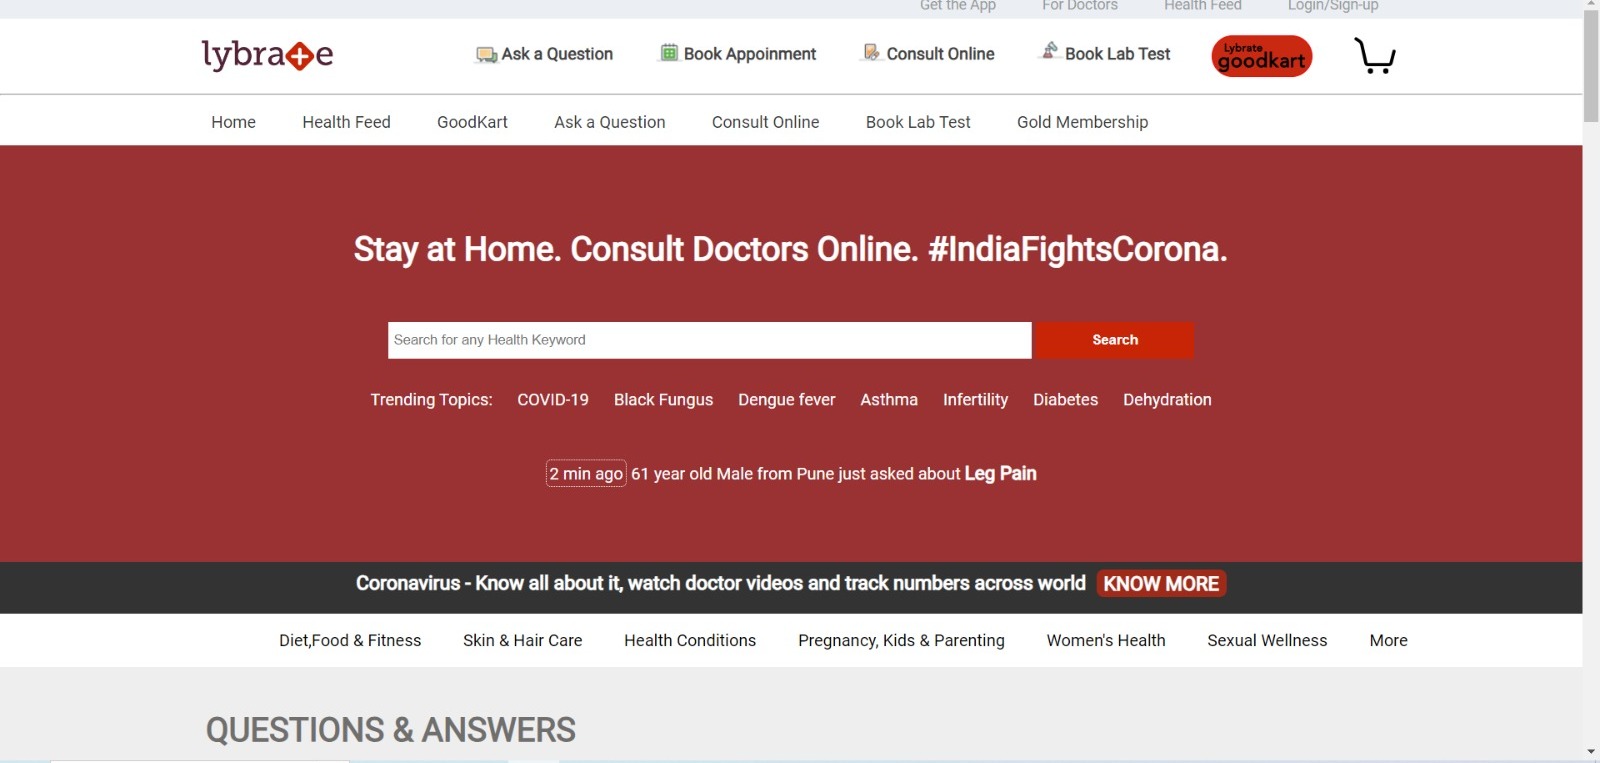 Get the App For Doctors Health Feed Login/Sign-up
lybrate Ask a Question Book Appoinment Consult Online Book Lab Test Lybrate goodkart
Home Health Feed GoodKart Ask a Question Consult Online Book Lab Test Gold Membership
Stay at Home. Consult Doctors Online. #IndiaFightsCorona.
Search for any Health Keyword Search
Trending Topics: COVID-19 Black Fungus Dengue fever Asthma Infertility Diabetes Dehydration
2 min ago 61 year old Male from Pune just asked about Leg Pain
Coronavirus - Know all about it, watch doctor videos and track numbers across world KNOW MORE
Diet,Food & Fitness Skin & Hair Care Health Conditions Pregnancy, Kids & Parenting Women's Health Sexual Wellness More
QUESTIONS & ANSWERS